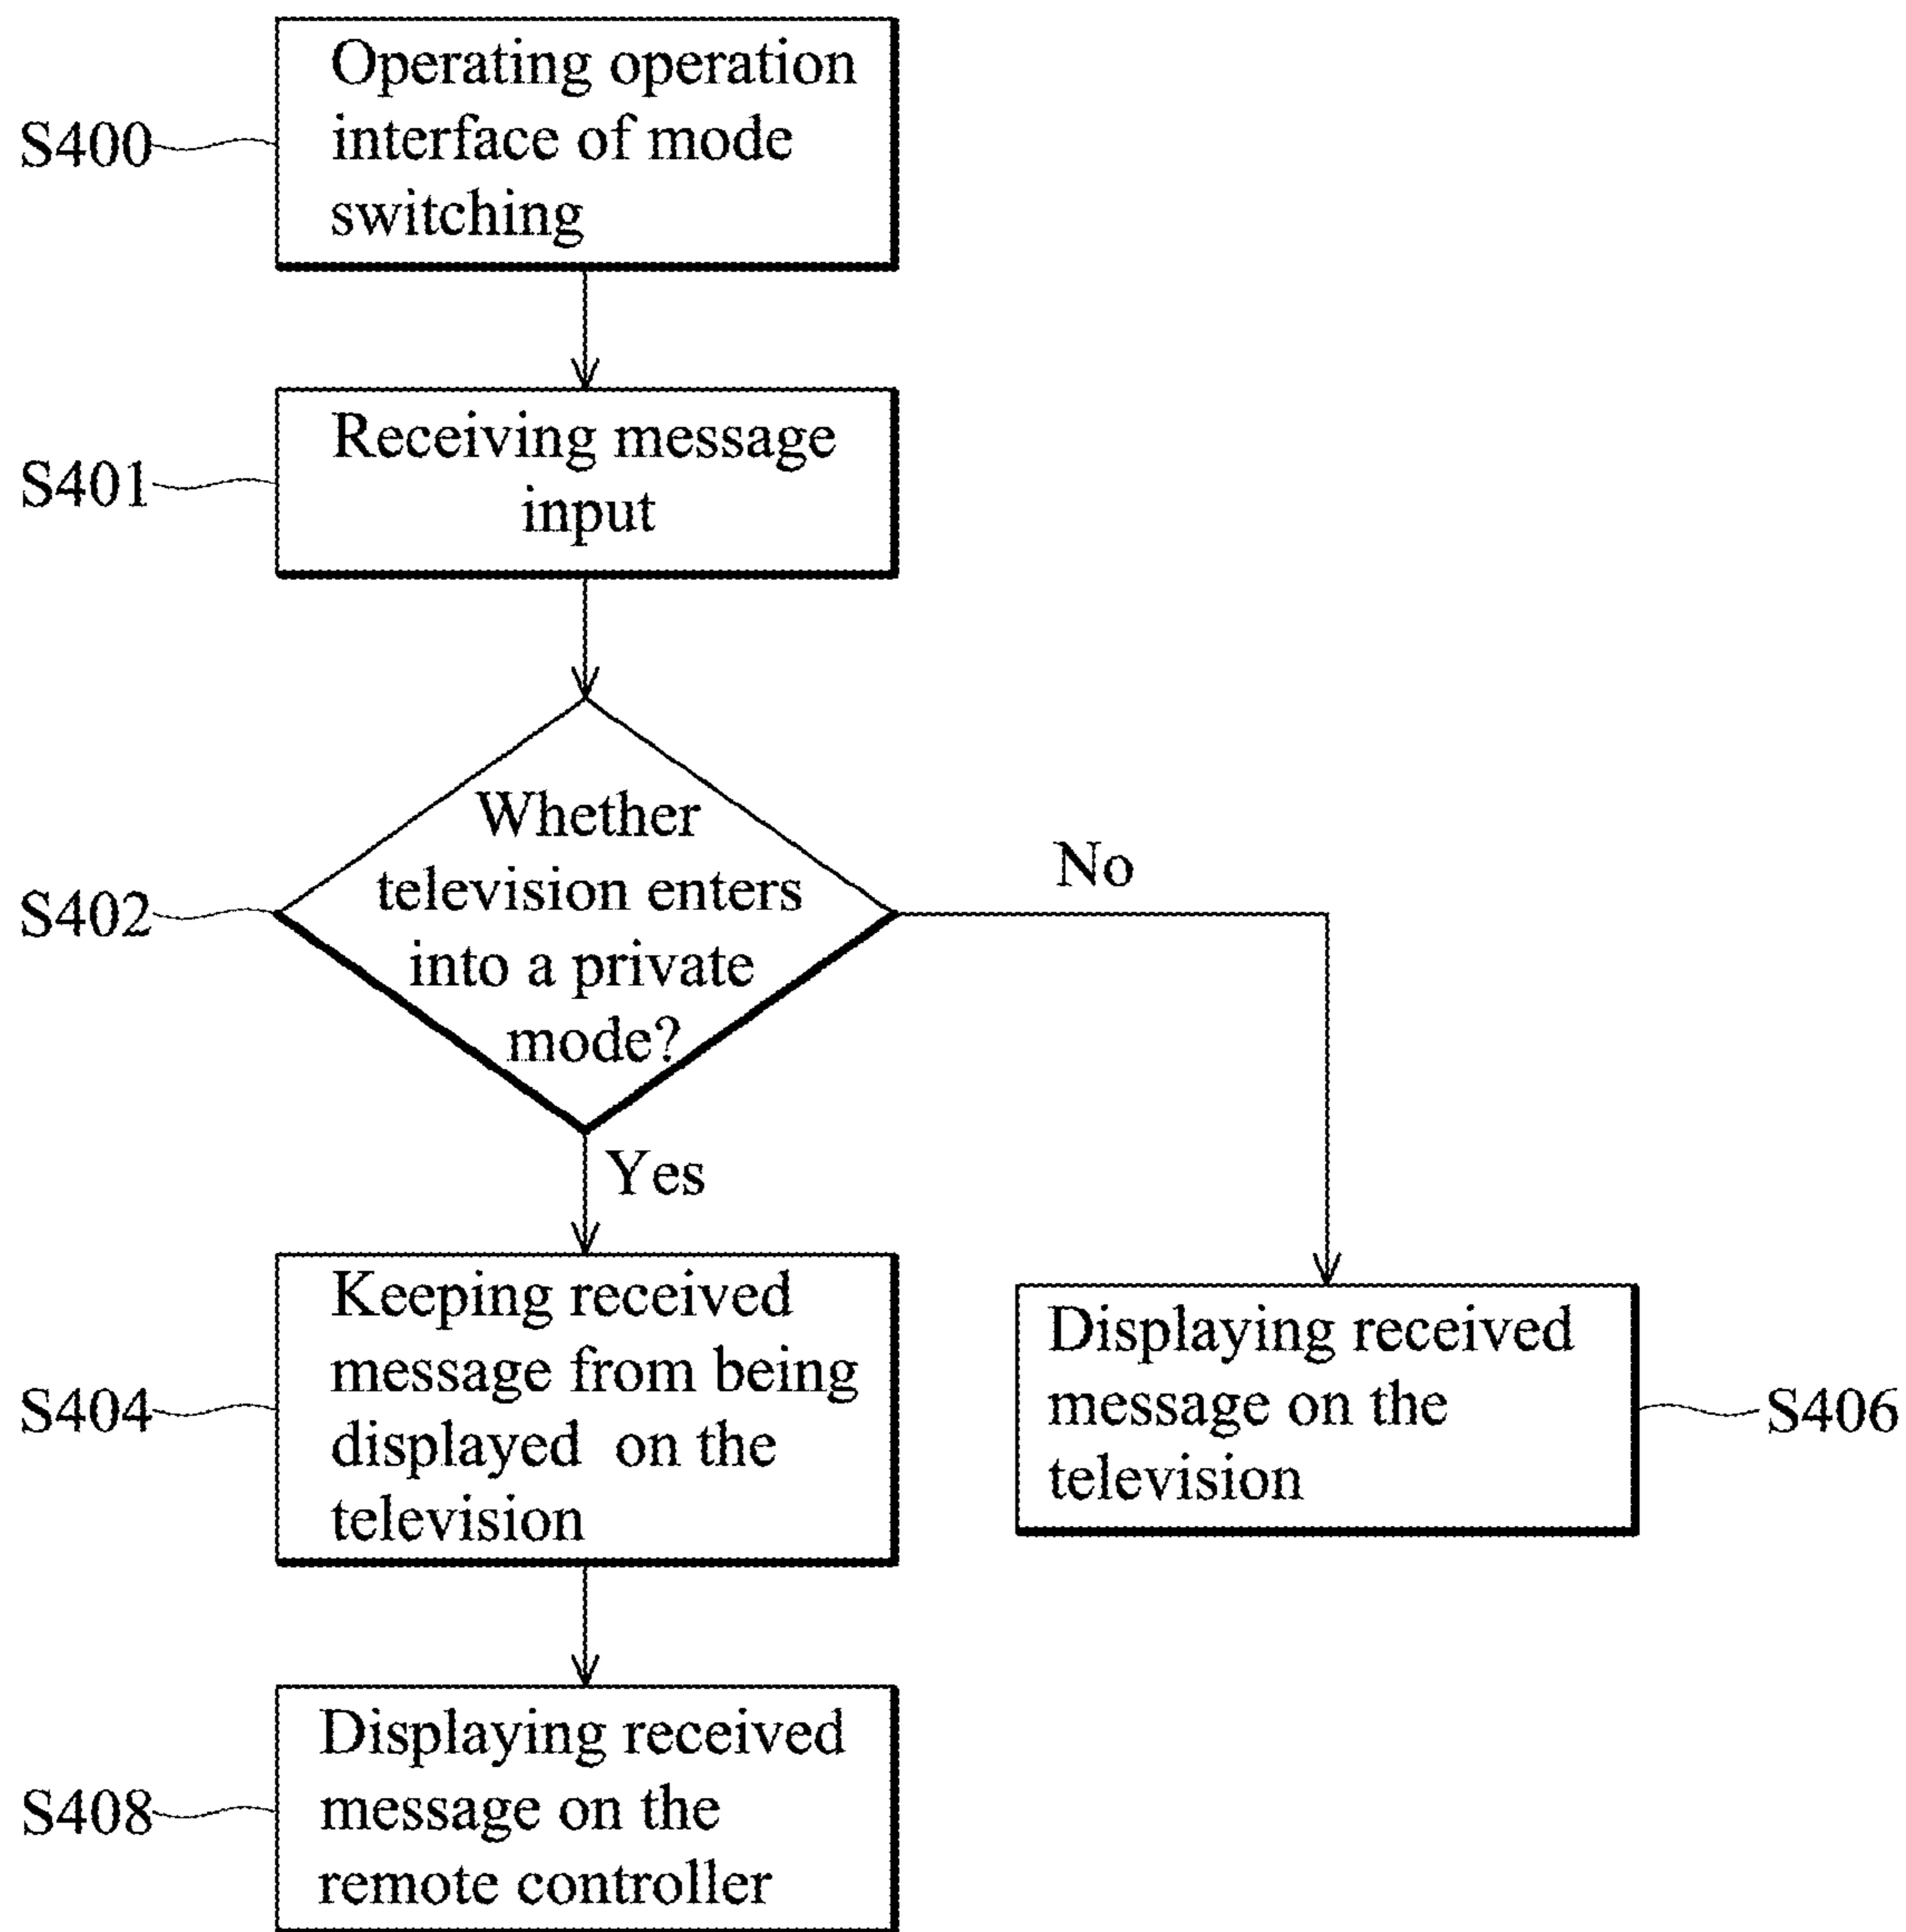 S400
Operating operation
interface of mode
switching
S401
Receiving message
input
S402
Whether
television enters
into a private
mode?
No
Yes
S404
Keeping received
message from being
displayed on the
television
Displaying received
message on the
television
S406
S408
Displaying received
message on the
remote controller